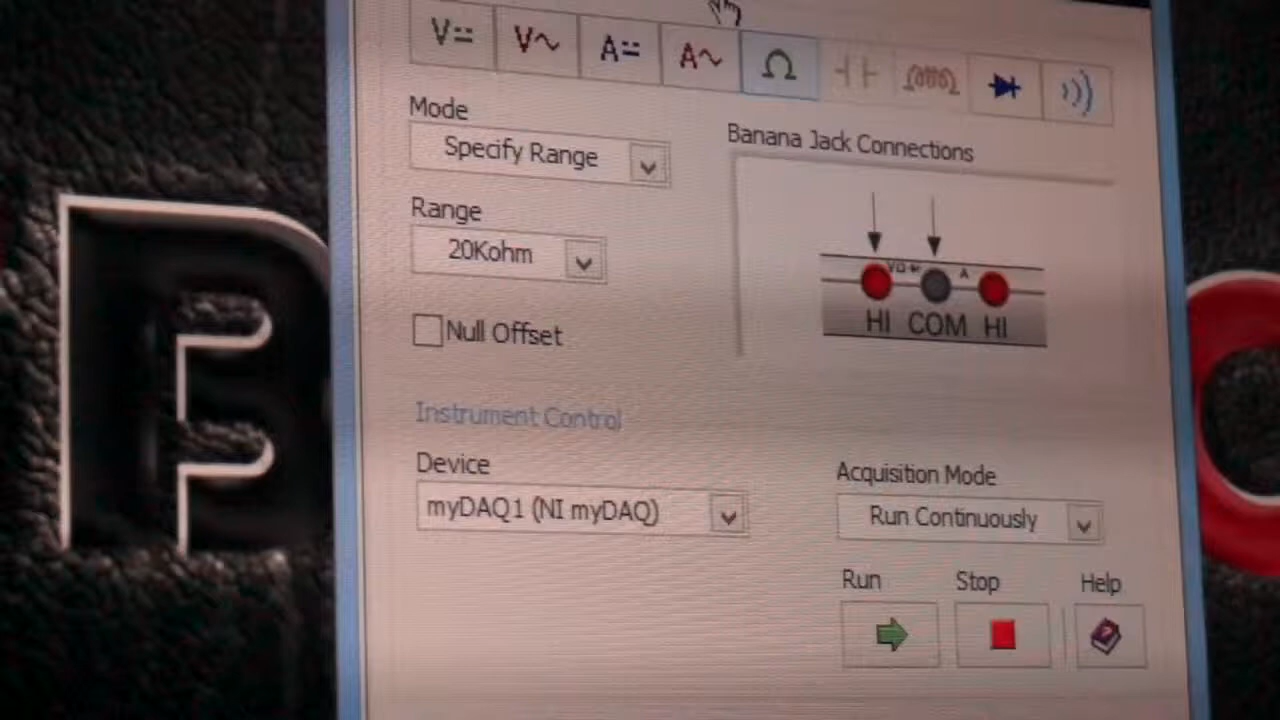 V
V
A
A
Ω
Mode
Specify Range
Banana Jack Connections
Range
20Kohm
VΩ
A
HI COM HI
Null Offset
Instrument Control
Device
myDAQ1 (NI myDAQ)
Acquisition Mode
Run Continuously
Run
Stop
Help